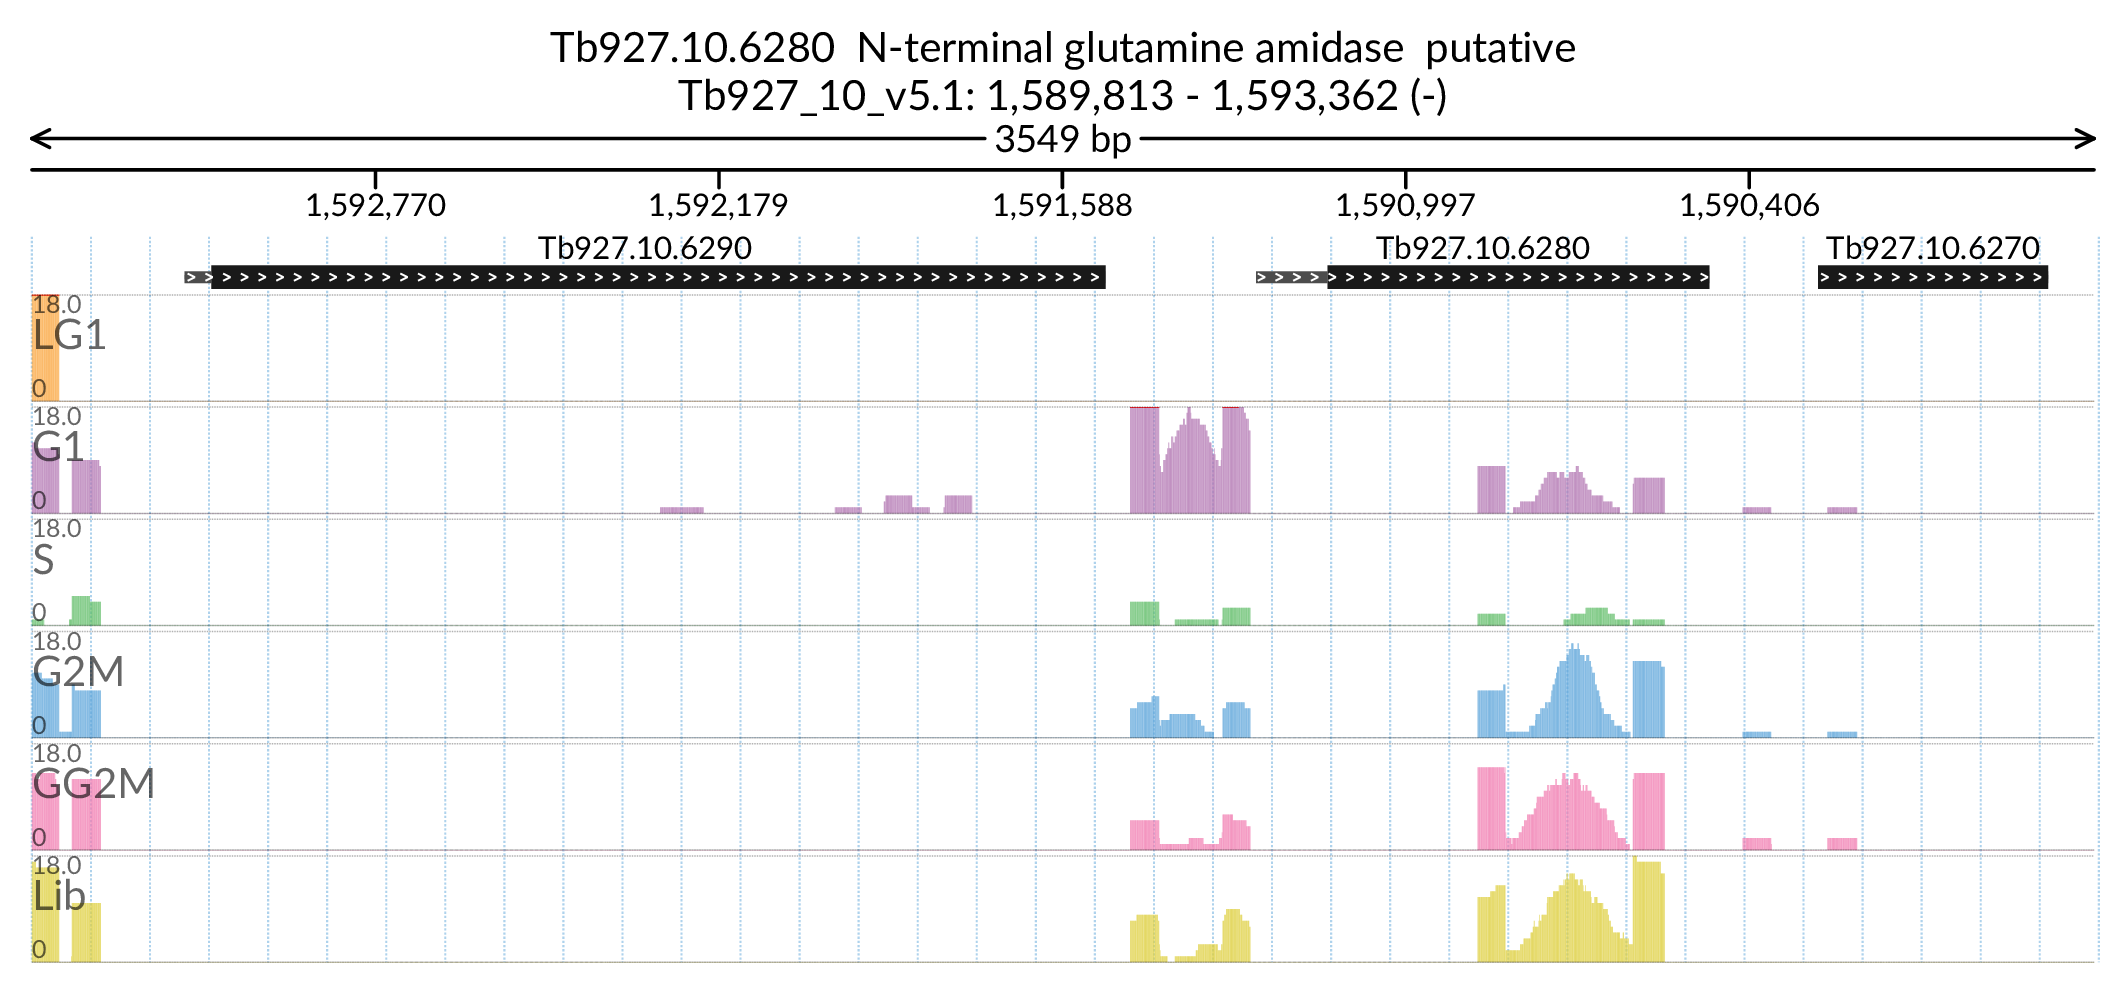 Tb927.10.6280  N-terminal glutamine amidase  putative
Tb927_10_v5.1: 1,589,813 - 1,593,362 (-)
3549 bp
1,592,770 1,592,179 1,591,588 1,590,997 1,590,406
Tb927.10.6290 Tb927.10.6280 Tb927.10.6270
18.0
LG1
0
18.0
G1
0
18.0
S
0
18.0
G2M
0
18.0
GG2M
0
18.0
Lib
0